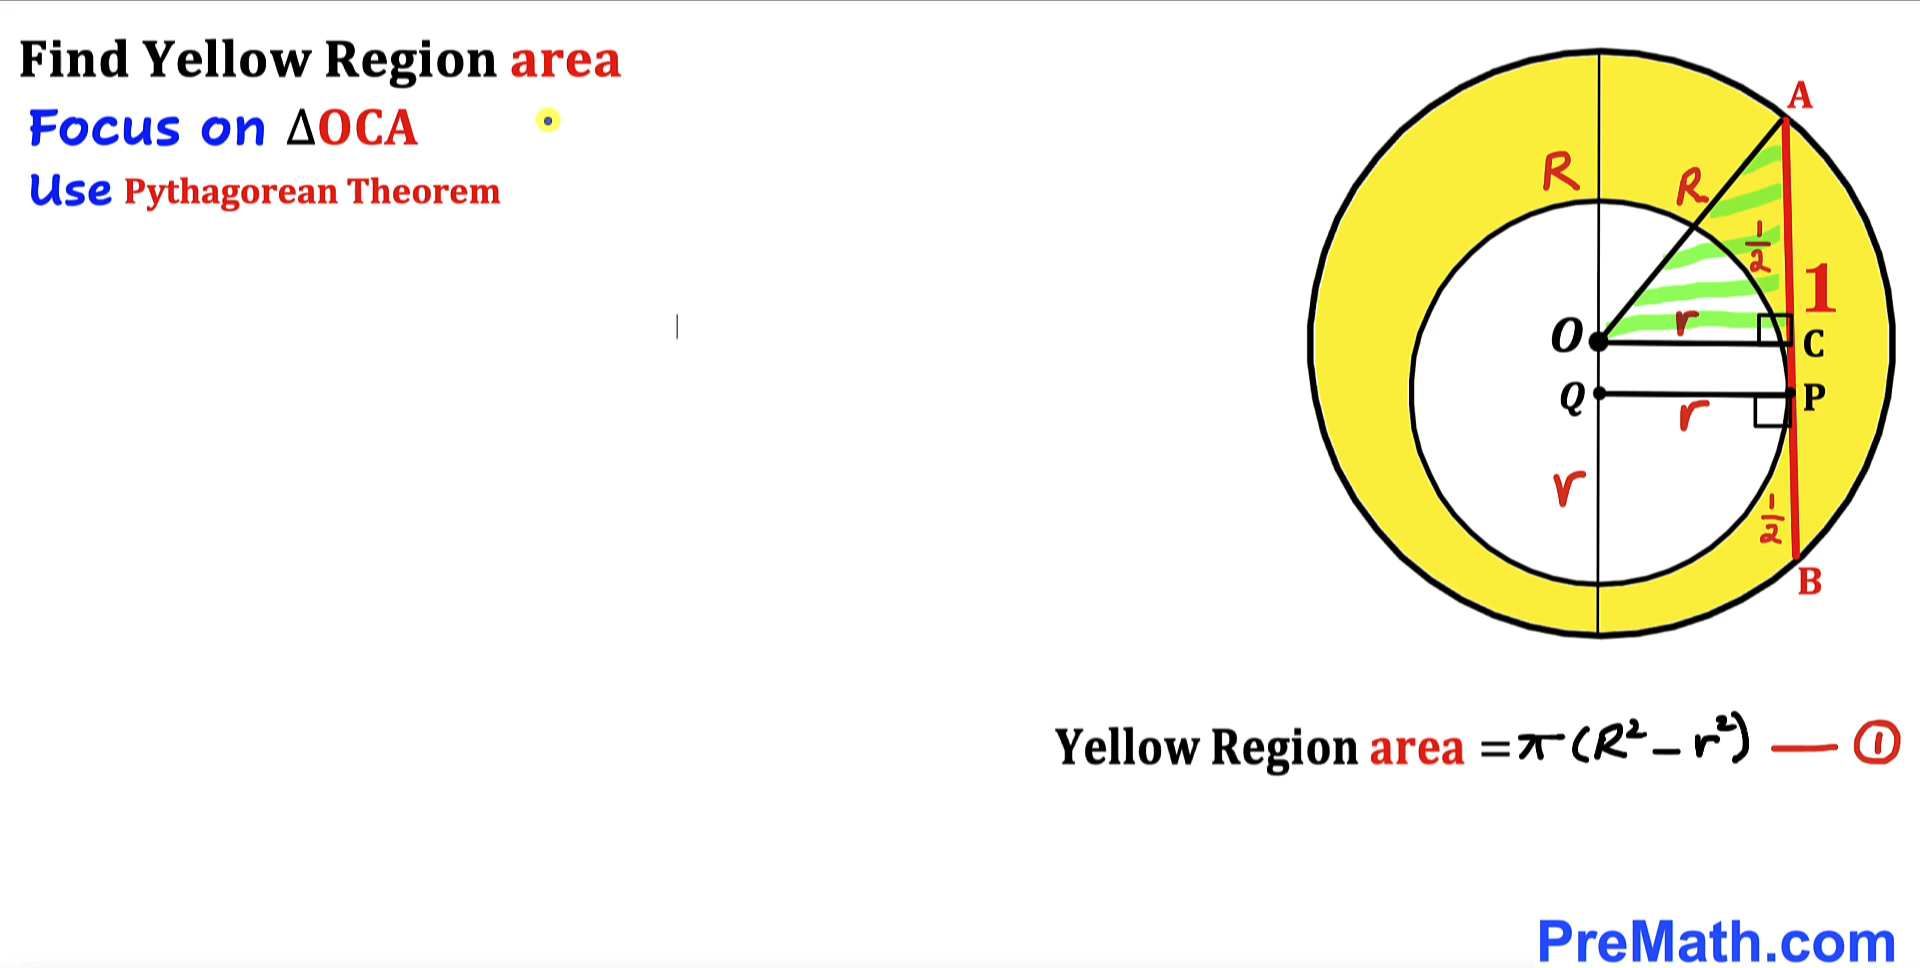 Find Yellow Region area
Focus on ΔOCA
Use Pythagorean Theorem
A
R
R
1/2
1
r
O
C
Q
P
r
r
1/2
B
Yellow Region area = π(R² – r²) — ①
PreMath.com